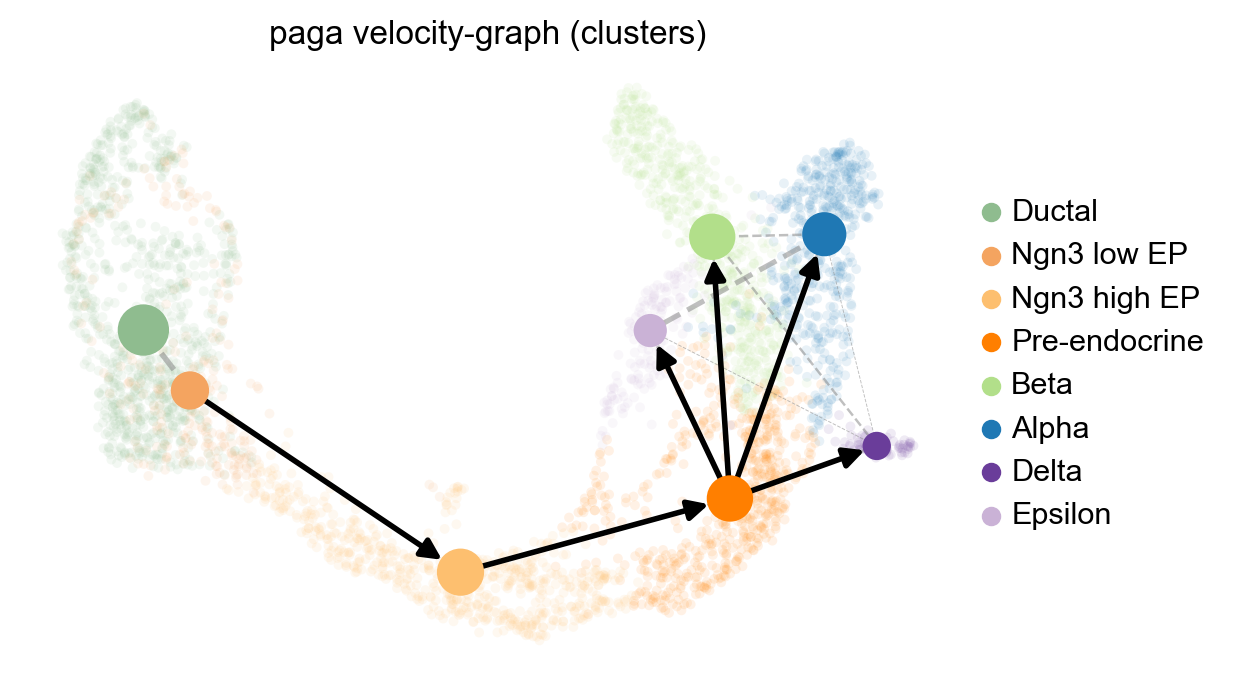 paga velocity-graph (clusters)
Ductal
Ngn3 low EP
Ngn3 high EP
Pre-endocrine
Beta
Alpha
Delta
Epsilon